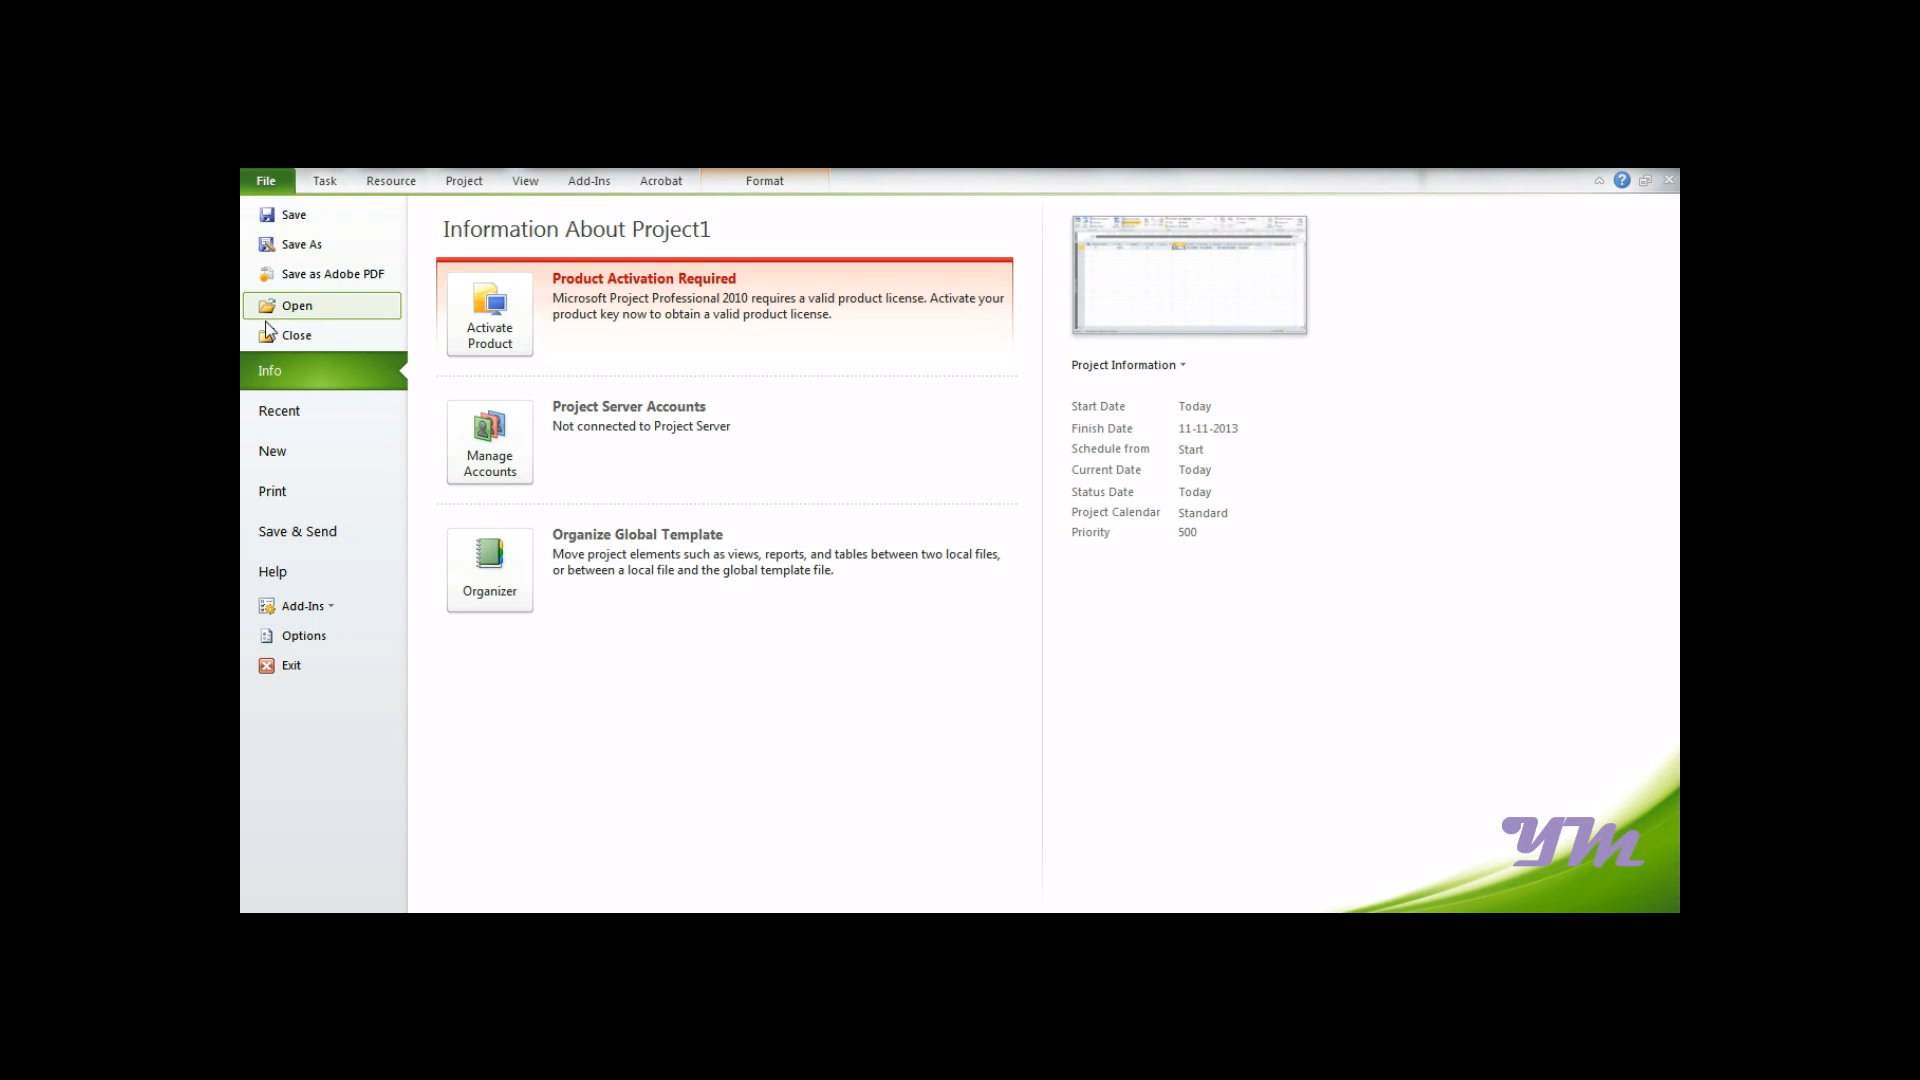 File Task Resource Project View Add-Ins Acrobat Format
Save
Save As
Save as Adobe PDF
Open
Close
Info
Recent
New
Print
Save & Send
Help
Add-Ins
Options
Exit
Information About Project1
Activate
Product
Product Activation Required
Microsoft Project Professional 2010 requires a valid product license. Activate your
product key now to obtain a valid product license.
Manage
Accounts
Project Server Accounts
Not connected to Project Server
Organizer
Organize Global Template
Move project elements such as views, reports, and tables between two local files,
or between a local file and the global template file.
Project Information
Start Date Today
Finish Date 11-11-2013
Schedule from Start
Current Date Today
Status Date Today
Project Calendar Standard
Priority 500
YM